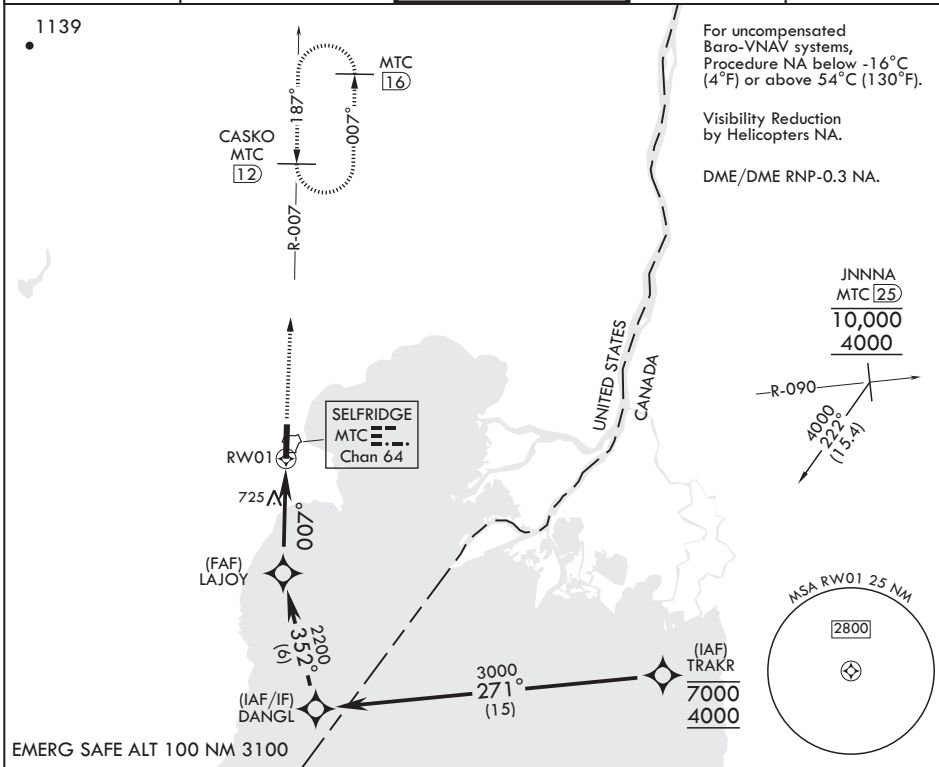 1139
For uncompensated
Baro-VNAV systems,
Procedure NA below -16°C
(4°F) or above 54°C (130°F).
Visibility Reduction
by Helicopters NA.
DME/DME RNP-0.3 NA.
MTC
16
187°
007°
CASKO
MTC
12
R-007
JNNNA
MTC 25
10,000
4000
R-090
4000
222°
(15.4)
UNITED STATES
CANADA
SELFRIDGE
MTC
Chan 64
RW01
725
007°
(FAF)
LAJOY
2200
352°
(6)
(IAF/IF)
DANGL
3000
271°
(15)
(IAF)
TRAKR
7000
4000
MSA RW01 25 NM
2800
EMERG SAFE ALT 100 NM 3100